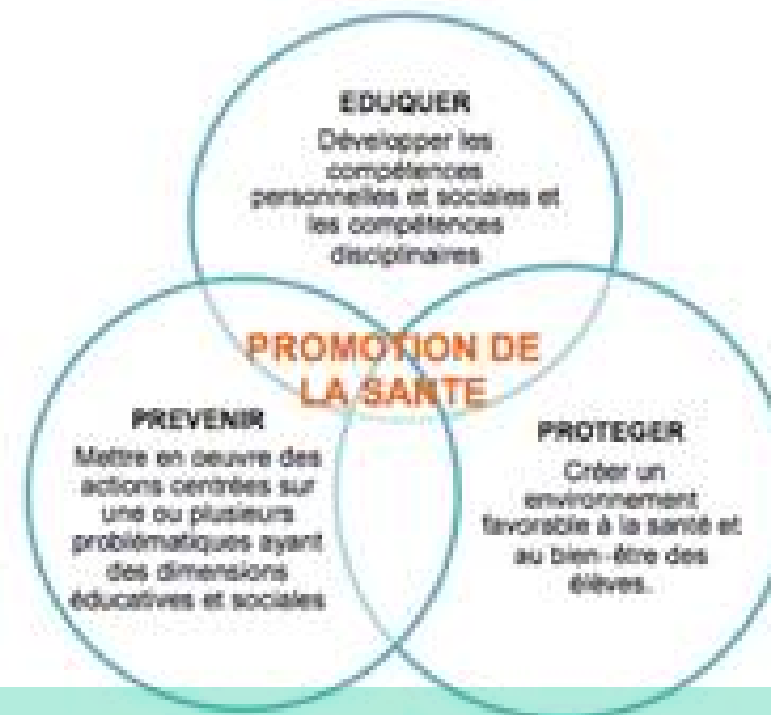 EDUQUER
Développer les
compétences
personnelles et sociales et
les compétences
disciplinaires
PROMOTION DE
LA SANTE
PREVENIR
Mettre en oeuvre des
actions centrées sur
une ou plusieurs
problématiques ayant
des dimensions
éducatives et sociales
PROTEGER
Créer un
environnement
favorable à la santé et
au bien-être des
élèves.